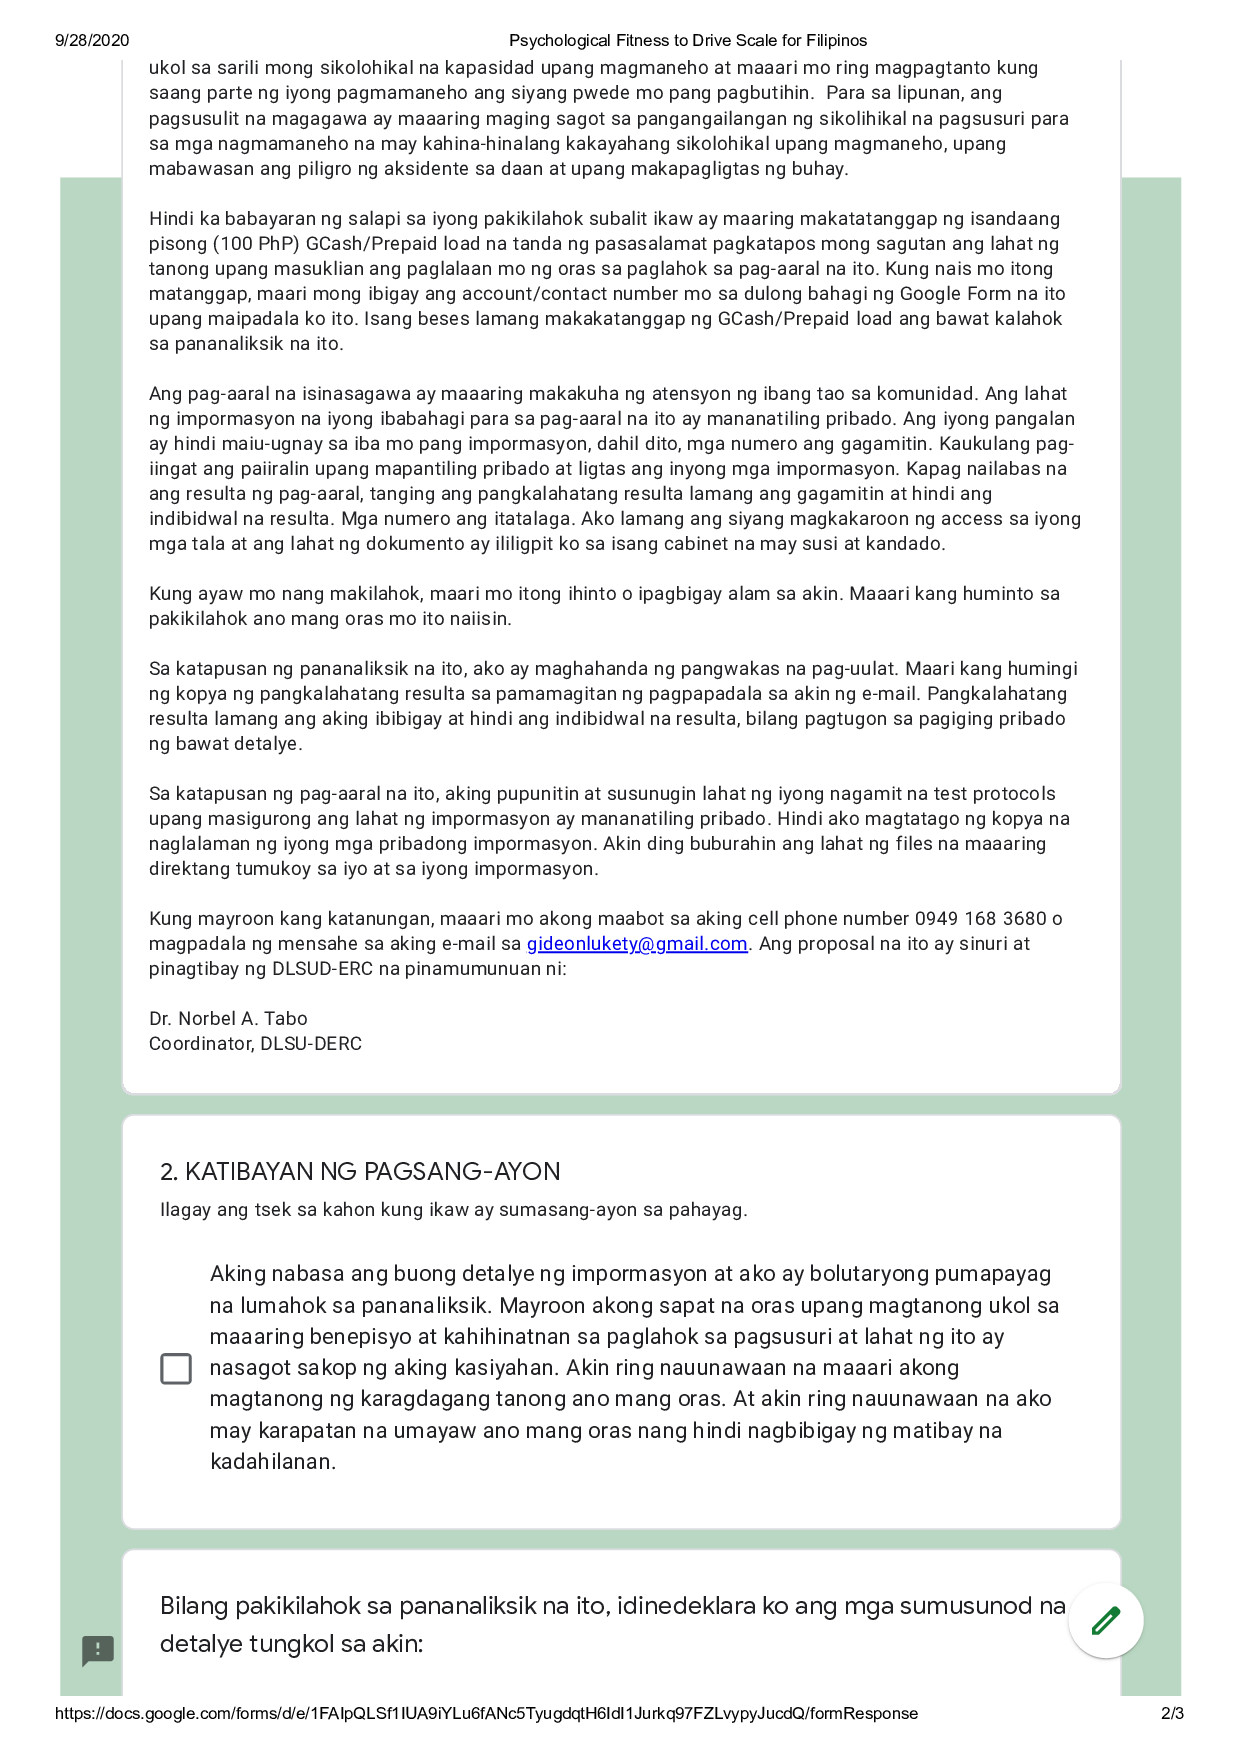 9/28/2020 Psychological Fitness to Drive Scale for Filipinos
ukol sa sarili mong sikolohikal na kapasidad upang magmaneho at maaari mo ring magpagtanto kung
saang parte ng iyong pagmamaneho ang siyang pwede mo pang pagbutihin.  Para sa lipunan, ang
pagsusulit na magagawa ay maaaring maging sagot sa pangangailangan ng sikolihikal na pagsusuri para
sa mga nagmamaneho na may kahina-hinalang kakayahang sikolohikal upang magmaneho, upang
mabawasan ang piligro ng aksidente sa daan at upang makapagligtas ng buhay.
Hindi ka babayaran ng salapi sa iyong pakikilahok subalit ikaw ay maaring makatatanggap ng isandaang
pisong (100 PhP) GCash/Prepaid load na tanda ng pasasalamat pagkatapos mong sagutan ang lahat ng
tanong upang masuklian ang paglalaan mo ng oras sa paglahok sa pag-aaral na ito. Kung nais mo itong
matanggap, maari mong ibigay ang account/contact number mo sa dulong bahagi ng Google Form na ito
upang maipadala ko ito. Isang beses lamang makakatanggap ng GCash/Prepaid load ang bawat kalahok
sa pananaliksik na ito.
Ang pag-aaral na isinasagawa ay maaaring makakuha ng atensyon ng ibang tao sa komunidad. Ang lahat
ng impormasyon na iyong ibabahagi para sa pag-aaral na ito ay mananatiling pribado. Ang iyong pangalan
ay hindi maiu-ugnay sa iba mo pang impormasyon, dahil dito, mga numero ang gagamitin. Kaukulang pag-
iingat ang paiiralin upang mapantiling pribado at ligtas ang inyong mga impormasyon. Kapag nailabas na
ang resulta ng pag-aaral, tanging ang pangkalahatang resulta lamang ang gagamitin at hindi ang
indibidwal na resulta. Mga numero ang itatalaga. Ako lamang ang siyang magkakaroon ng access sa iyong
mga tala at ang lahat ng dokumento ay ililigpit ko sa isang cabinet na may susi at kandado.
Kung ayaw mo nang makilahok, maari mo itong ihinto o ipagbigay alam sa akin. Maaari kang huminto sa
pakikilahok ano mang oras mo ito naiisin.
Sa katapusan ng pananaliksik na ito, ako ay maghahanda ng pangwakas na pag-uulat. Maari kang humingi
ng kopya ng pangkalahatang resulta sa pamamagitan ng pagpapadala sa akin ng e-mail. Pangkalahatang
resulta lamang ang aking ibibigay at hindi ang indibidwal na resulta, bilang pagtugon sa pagiging pribado
ng bawat detalye.
Sa katapusan ng pag-aaral na ito, aking pupunitin at susunugin lahat ng iyong nagamit na test protocols
upang masigurong ang lahat ng impormasyon ay mananatiling pribado. Hindi ako magtatago ng kopya na
naglalaman ng iyong mga pribadong impormasyon. Akin ding buburahin ang lahat ng files na maaaring
direktang tumukoy sa iyo at sa iyong impormasyon.
Kung mayroon kang katanungan, maaari mo akong maabot sa aking cell phone number 0949 168 3680 o
magpadala ng mensahe sa aking e-mail sa gideonlukety@gmail.com. Ang proposal na ito ay sinuri at
pinagtibay ng DLSUD-ERC na pinamumunuan ni:
Dr. Norbel A. Tabo
Coordinator, DLSU-DERC
2. KATIBAYAN NG PAGSANG-AYON
Ilagay ang tsek sa kahon kung ikaw ay sumasang-ayon sa pahayag.
Aking nabasa ang buong detalye ng impormasyon at ako ay bolutaryong pumapayag
na lumahok sa pananaliksik. Mayroon akong sapat na oras upang magtanong ukol sa
maaaring benepisyo at kahihinatnan sa paglahok sa pagsusuri at lahat ng ito ay
nasagot sakop ng aking kasiyahan. Akin ring nauunawaan na maaari akong
magtanong ng karagdagang tanong ano mang oras. At akin ring nauunawaan na ako
may karapatan na umayaw ano mang oras nang hindi nagbibigay ng matibay na
kadahilanan.
Bilang pakikilahok sa pananaliksik na ito, idinedeklara ko ang mga sumusunod na
detalye tungkol sa akin:
https://docs.google.com/forms/d/e/1FAIpQLSf1IUA9iYLu6fANc5TyugdqtH6IdI1Jurkq97FZLvypyJucdQ/formResponse 2/3